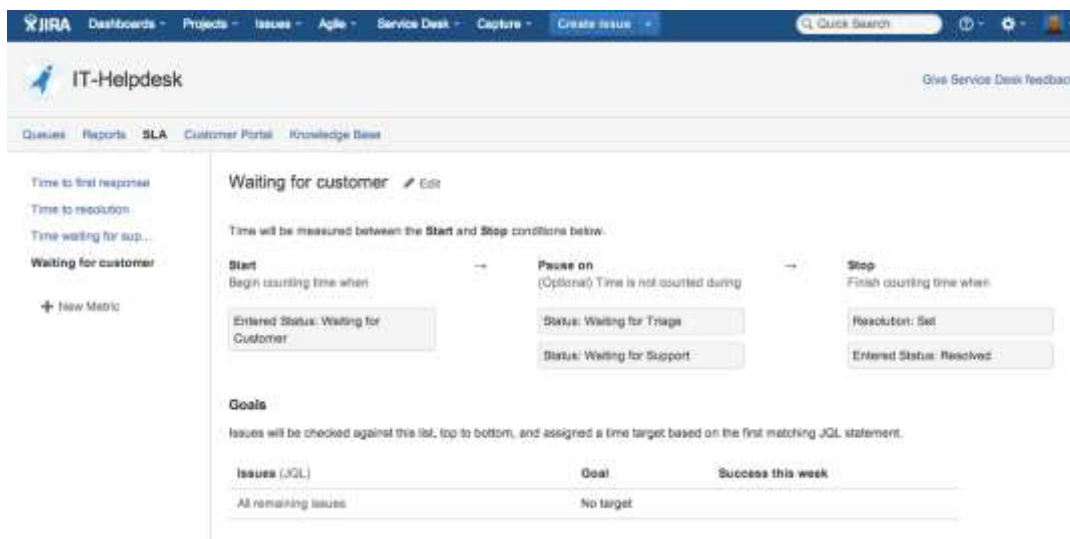 JIRA Dashboards Projects Issues Agile Service Desk Capture Create issue Quick Search
IT-Helpdesk
Give Service Desk feedbac
Queues Reports SLA Customer Portal Knowledge Base
Time to first response
Time to resolution
Time waiting for sup...
Waiting for customer
+ New Metric
Waiting for customer Edit
Time will be measured between the Start and Stop conditions below.
Start → Pause on → Stop
Begin counting time when (Optional) Time is not counted during Finish counting time when
Entered Status: Waiting for
Customer
Status: Waiting for Triage
Status: Waiting for Support
Resolution: Set
Entered Status: Resolved
Goals
Issues will be checked against this list, top to bottom, and assigned a time target based on the first matching JQL statement.
Issues (JQL) Goal Success this week
All remaining issues No target